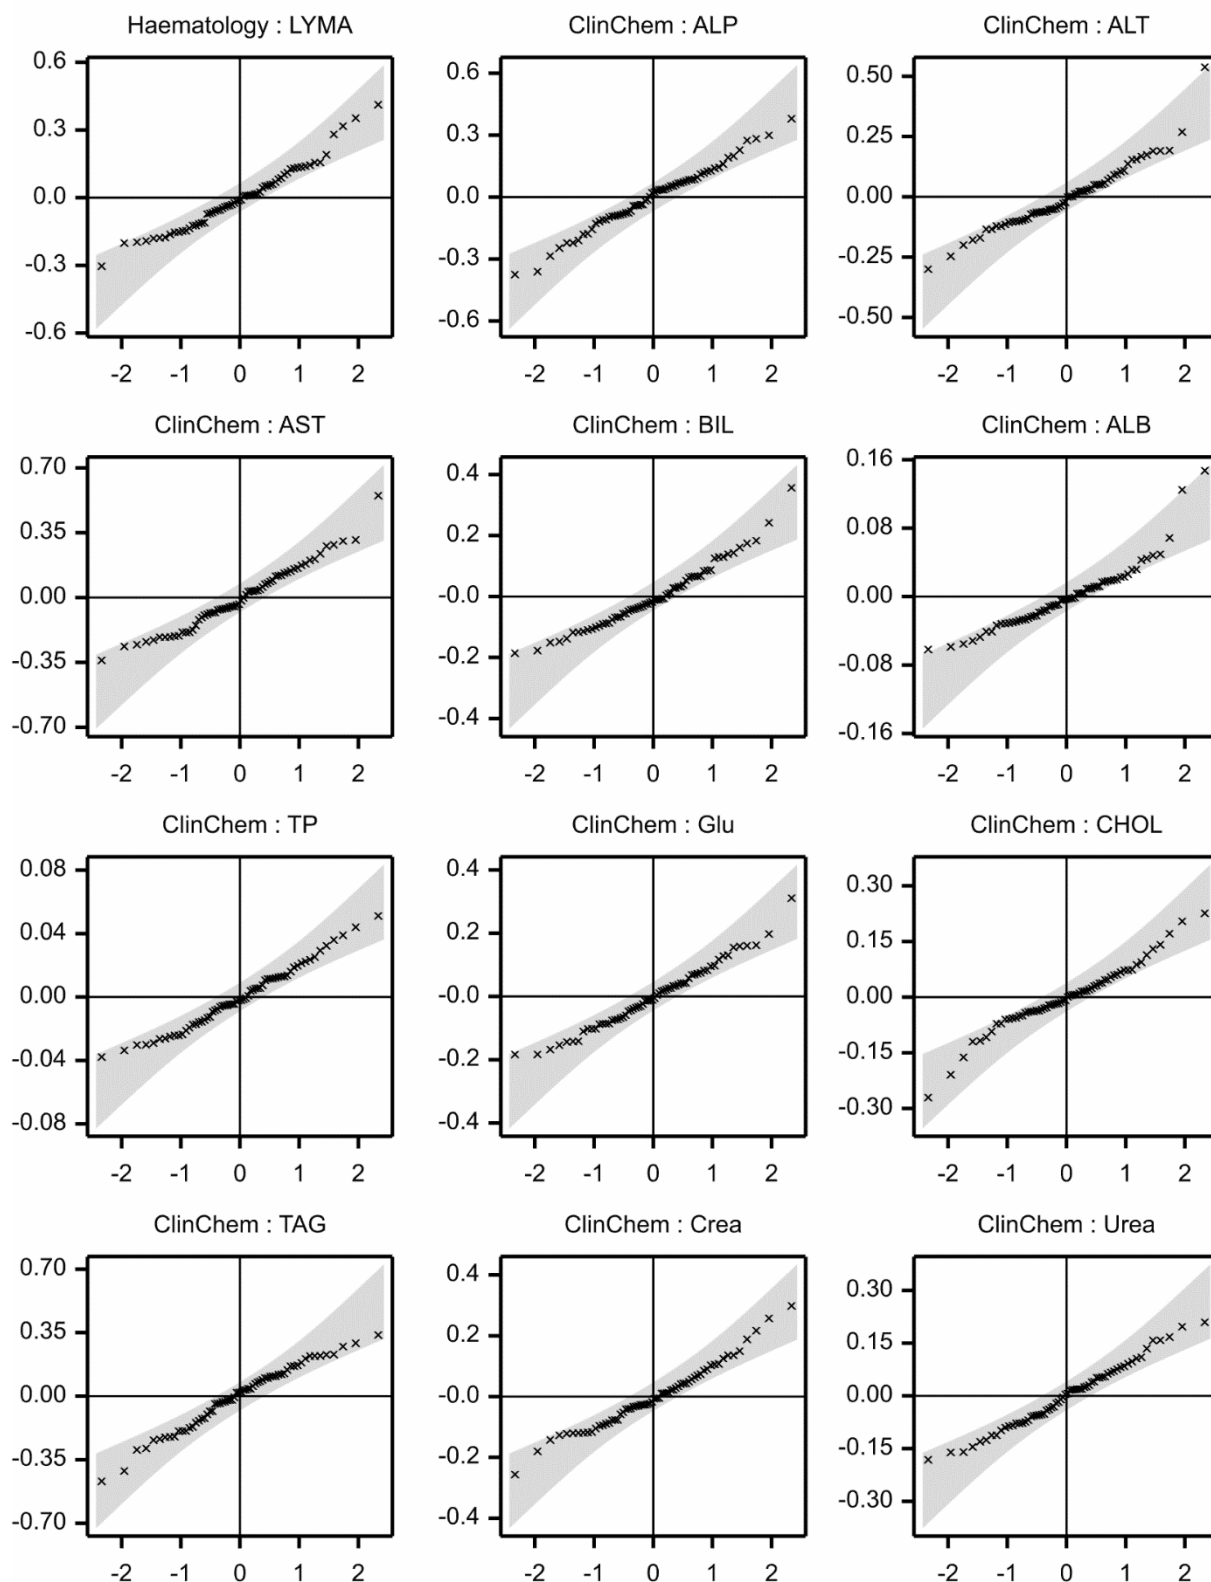 Haematology : LYMA
ClinChem : ALP
ClinChem : ALT
0.6
0.3
0.0
-0.3
-0.6
0.6
0.3
0.0
-0.3
-0.6
0.50
0.25
0.00
-0.25
-0.50
-2 -1 0 1 2
-2 -1 0 1 2
-2 -1 0 1 2
ClinChem : AST
ClinChem : BIL
ClinChem : ALB
0.70
0.35
0.00
-0.35
-0.70
0.4
0.2
-0.0
-0.2
-0.4
0.16
0.08
0.00
-0.08
-0.16
-2 -1 0 1 2
-2 -1 0 1 2
-2 -1 0 1 2
ClinChem : TP
ClinChem : Glu
ClinChem : CHOL
0.08
0.04
0.00
-0.04
-0.08
0.4
0.2
-0.0
-0.2
-0.4
0.30
0.15
0.00
-0.15
-0.30
-2 -1 0 1 2
-2 -1 0 1 2
-2 -1 0 1 2
ClinChem : TAG
ClinChem : Crea
ClinChem : Urea
0.70
0.35
0.00
-0.35
-0.70
0.4
0.2
-0.0
-0.2
-0.4
0.30
0.15
0.00
-0.15
-0.30
-2 -1 0 1 2
-2 -1 0 1 2
-2 -1 0 1 2